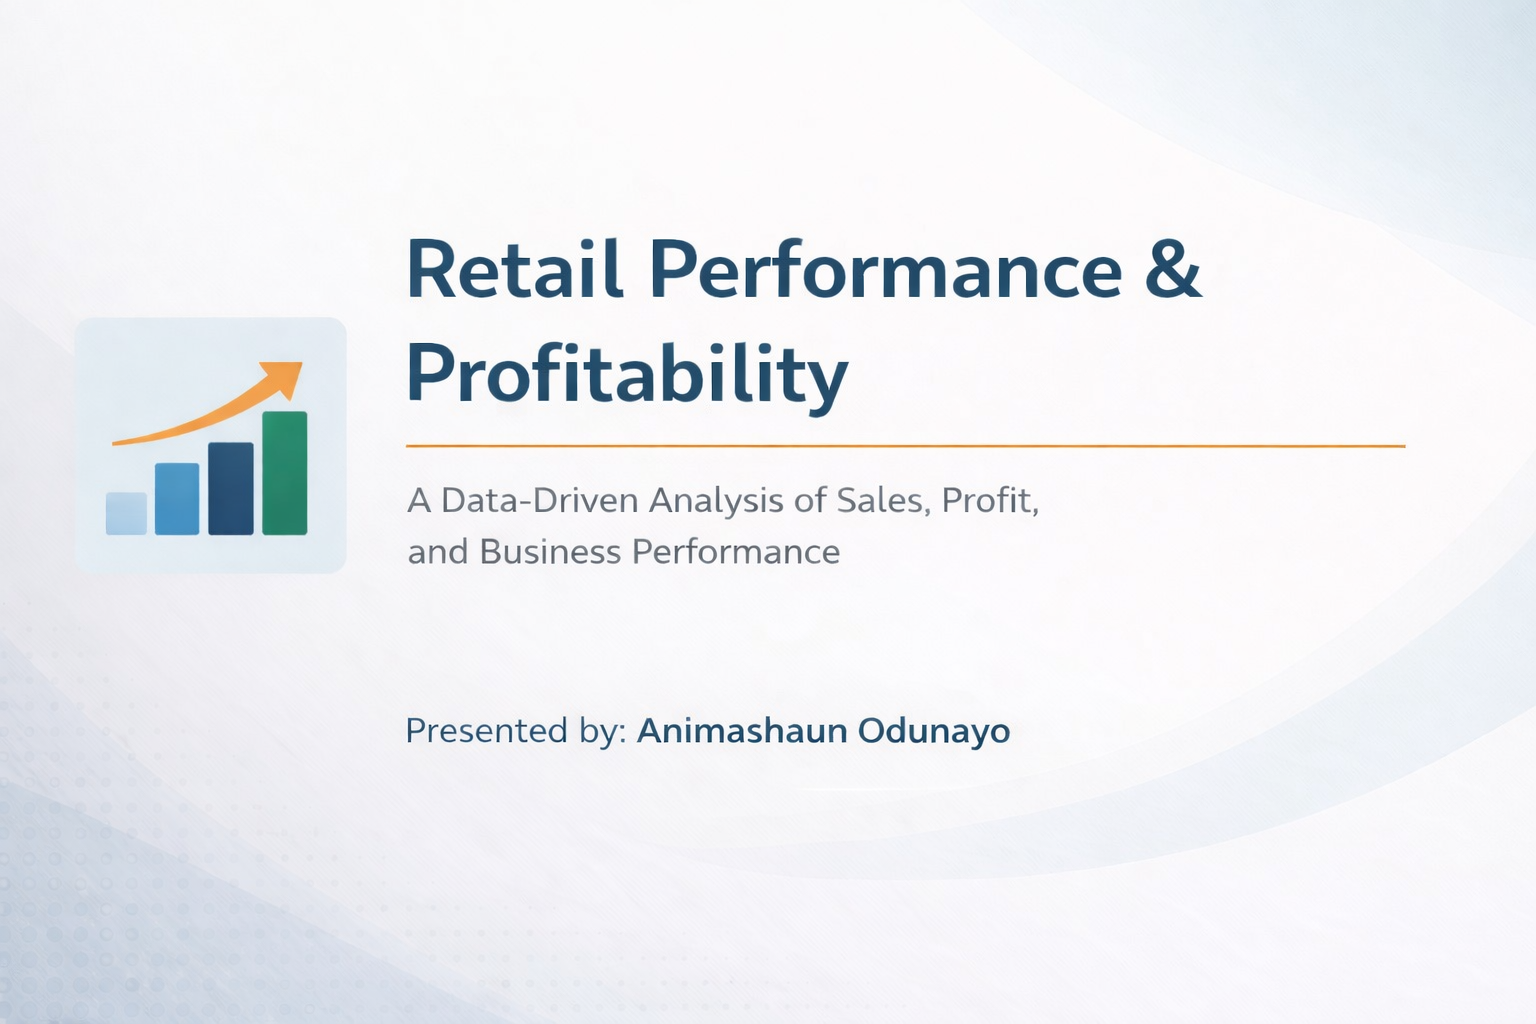 Retail Performance &
Profitability
A Data-Driven Analysis of Sales, Profit,
and Business Performance
Presented by: Animashaun Odunayo